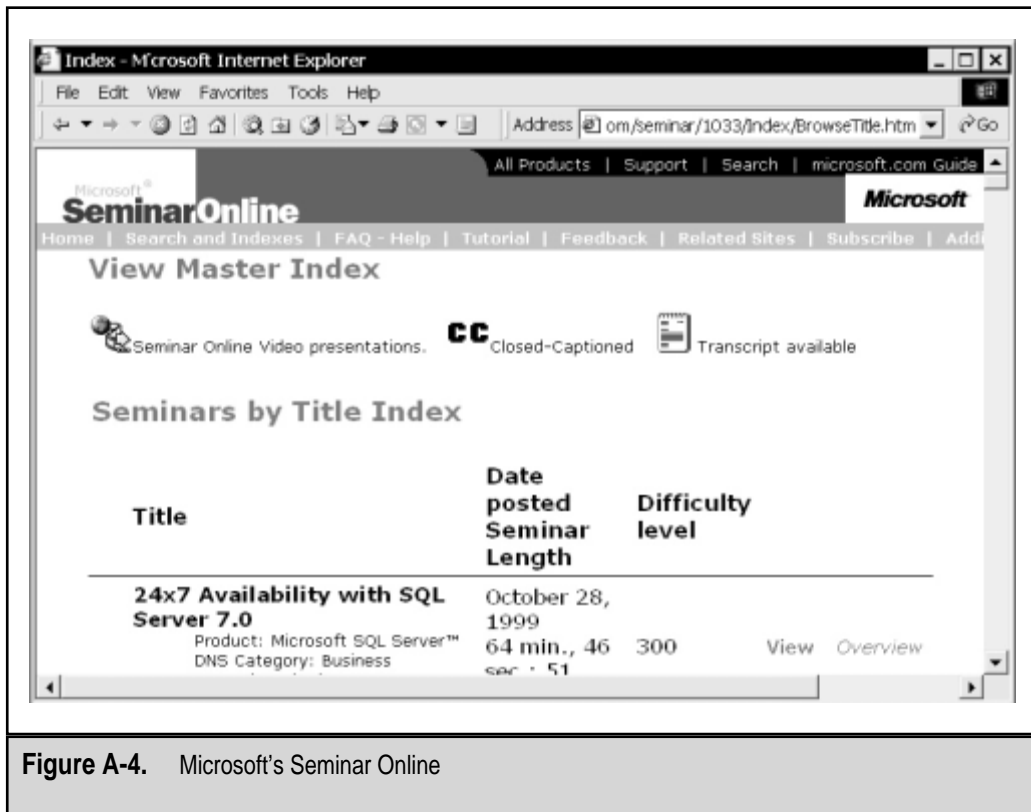 Index - Microsoft Internet Explorer
File Edit View Favorites Tools Help
Address om/seminar/1033/Index/BrowseTitle.htm Go
All Products | Support | Search | microsoft.com Guide
Microsoft®
SeminarOnline
Microsoft
Home | Search and Indexes | FAQ - Help | Tutorial | Feedback | Related Sites | Subscribe | Addi
View Master Index
Seminar Online Video presentations. CC Closed-Captioned Transcript available
Seminars by Title Index
Title Date posted Seminar Length Difficulty level
24x7 Availability with SQL Server 7.0
Product: Microsoft SQL Server™
DNS Category: Business
October 28,
1999
64 min., 46
sec.: 51
300 View Overview
Figure A-4. Microsoft's Seminar Online